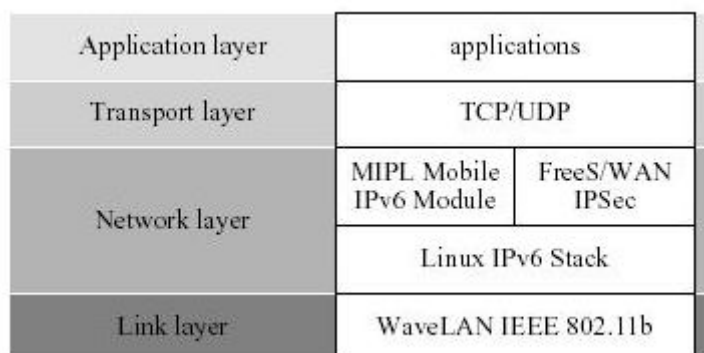 Application layer
applications
Transport layer
TCP/UDP
Network layer
MIPL Mobile
IPv6 Module
FreeS/WAN
IPSec
Linux IPv6 Stack
Link layer
WaveLAN IEEE 802.11b